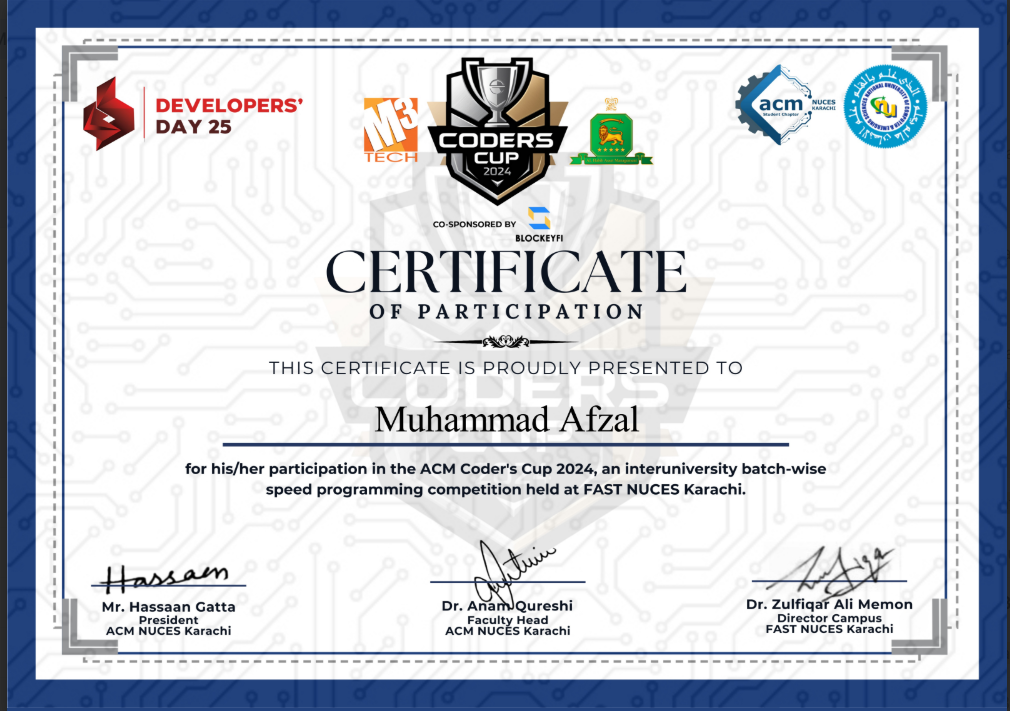 DEVELOPERS'
DAY 25
M3
TECH
CODERS
CUP
2024
acm
NUCES
KARACHI
Student Chapter
CO-SPONSORED BY
BLOCKEYFI
CERTIFICATE
OF PARTICIPATION
THIS CERTIFICATE IS PROUDLY PRESENTED TO
Muhammad Afzal
for his/her participation in the ACM Coder's Cup 2024, an interuniversity batch-wise
speed programming competition held at FAST NUCES Karachi.
Hassaan
Mr. Hassaan Gatta
President
ACM NUCES Karachi
Dr. Anam Qureshi
Faculty Head
ACM NUCES Karachi
Dr. Zulfiqar Ali Memon
Director Campus
FAST NUCES Karachi